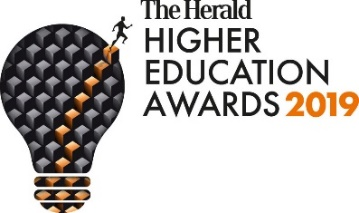 The Herald
HIGHER
EDUCATION
AWARDS 2019